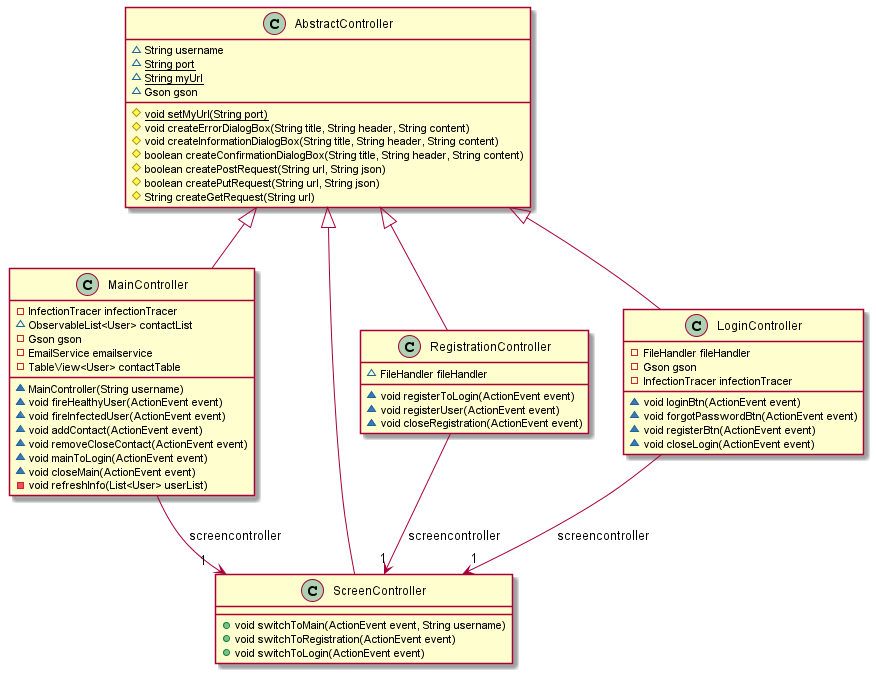 C AbstractController
String username
String port
String myUrl
Gson gson
void setMyUrl(String port)
void createErrorDialogBox(String title, String header, String content)
void createInformationDialogBox(String title, String header, String content)
boolean createConfirmationDialogBox(String title, String header, String content)
boolean createPostRequest(String url, String json)
boolean createPutRequest(String url, String json)
String createGetRequest(String url)
C MainController
InfectionTracer infectionTracer
ObservableList<User> contactList
Gson gson
EmailService emailservice
TableView<User> contactTable
MainController(String username)
void fireHealthyUser(ActionEvent event)
void fireInfectedUser(ActionEvent event)
void addContact(ActionEvent event)
void removeCloseContact(ActionEvent event)
void mainToLogin(ActionEvent event)
void closeMain(ActionEvent event)
void refreshInfo(List<User> userList)
C RegistrationController
FileHandler fileHandler
void registerToLogin(ActionEvent event)
void registerUser(ActionEvent event)
void closeRegistration(ActionEvent event)
C LoginController
FileHandler fileHandler
Gson gson
InfectionTracer infectionTracer
void loginBtn(ActionEvent event)
void forgotPasswordBtn(ActionEvent event)
void registerBtn(ActionEvent event)
void closeLogin(ActionEvent event)
screencontroller
1
screencontroller
1
screencontroller
1
C ScreenController
void switchToMain(ActionEvent event, String username)
void switchToRegistration(ActionEvent event)
void switchToLogin(ActionEvent event)